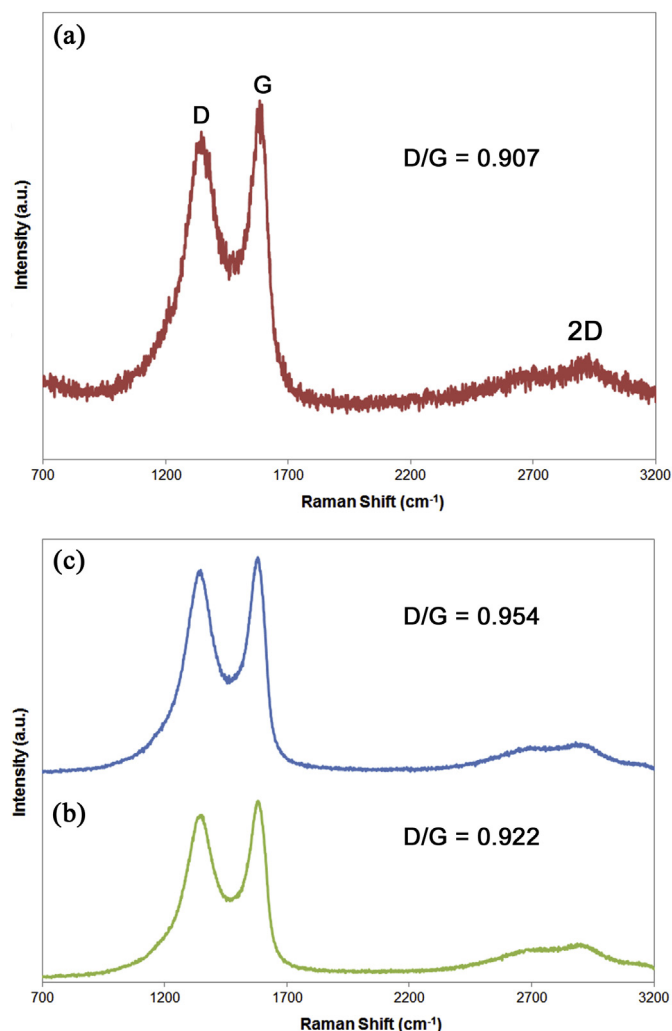 (a)
G
D
D/G = 0.907
2D
Intensity (a.u.)
700 1200 1700 2200 2700 3200
Raman Shift (cm⁻¹)
(c)
D/G = 0.954
Intensity (a.u.)
(b)
D/G = 0.922
700 1200 1700 2200 2700 3200
Raman Shift (cm⁻¹)